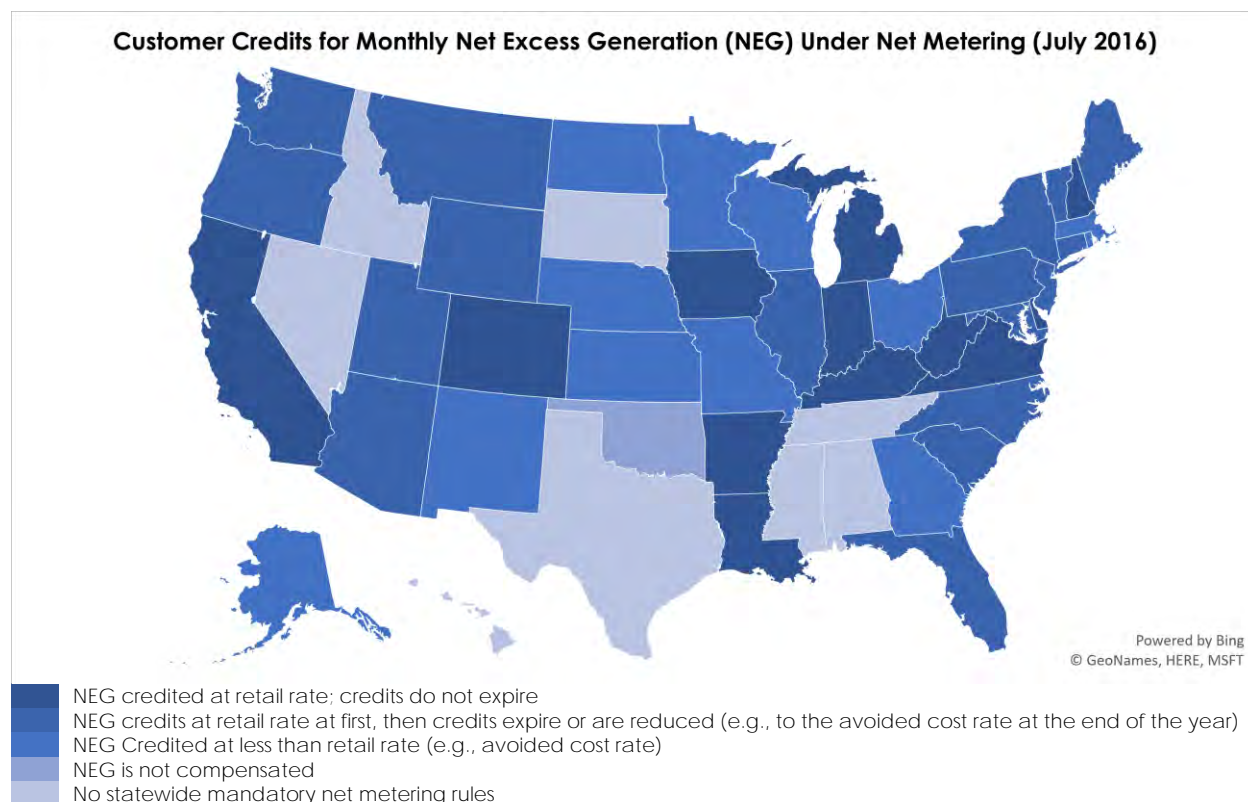 Customer Credits for Monthly Net Excess Generation (NEG) Under Net Metering (July 2016)
Powered by Bing
© GeoNames, HERE, MSFT
NEG credited at retail rate; credits do not expire
NEG credits at retail rate at first, then credits expire or are reduced (e.g., to the avoided cost rate at the end of the year)
NEG Credited at less than retail rate (e.g., avoided cost rate)
NEG is not compensated
No statewide mandatory net metering rules